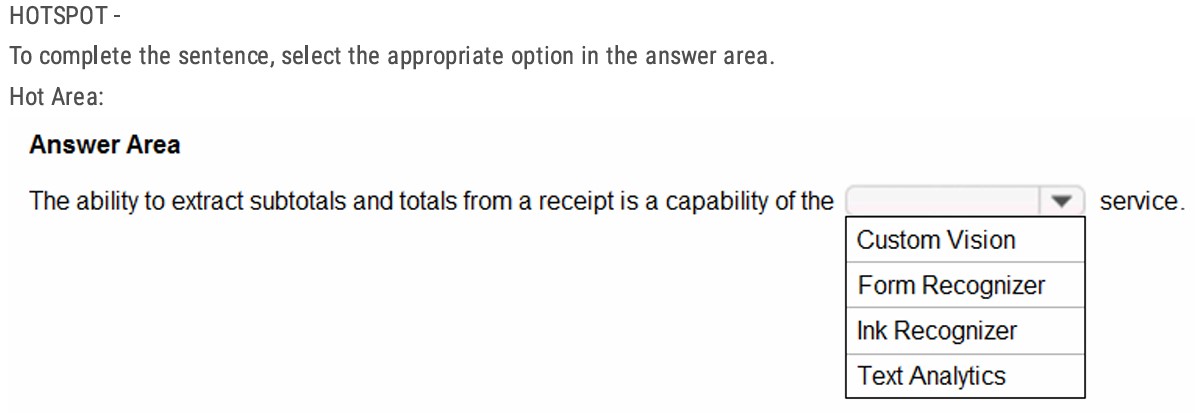 HOTSPOT -
To complete the sentence, select the appropriate option in the answer area.
Hot Area:
Answer Area
The ability to extract subtotals and totals from a receipt is a capability of the service.
Custom Vision
Form Recognizer
Ink Recognizer
Text Analytics